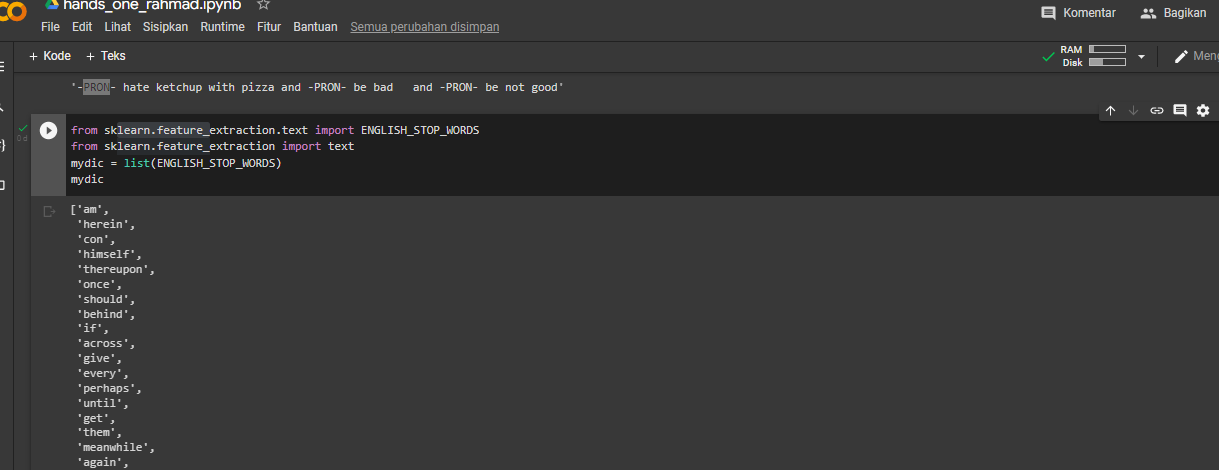 hands_one_rahmad.ipynb
Komentar Bagikan
File Edit Lihat Sisipkan Runtime Fitur Bantuan Semua perubahan disimpan
+ Kode + Teks
RAM
Disk
'-PRON- hate ketchup with pizza and -PRON- be bad   and -PRON- be not good'
from sklearn.feature_extraction.text import ENGLISH_STOP_WORDS
from sklearn.feature_extraction import text
mydic = list(ENGLISH_STOP_WORDS)
mydic
['am',
'herein',
'con',
'himself',
'thereupon',
'once',
'should',
'behind',
'if',
'across',
'give',
'every',
'perhaps',
'until',
'get',
'them',
'meanwhile',
'again',